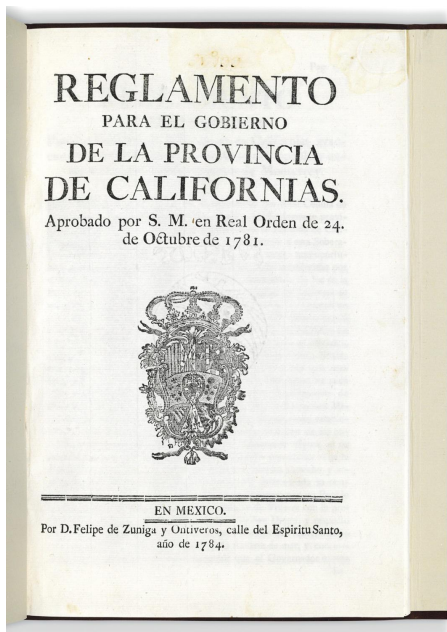 REGLAMENTO
PARA EL GOBIERNO
DE LA PROVINCIA
DE CALIFORNIAS.
Aprobado por S. M. en Real Orden de 24.
de Octubre de 1781.
EN MEXICO.
Por D. Felipe de Zuniga y Ontiveros, calle del Espiritu Santo,
año de 1784.